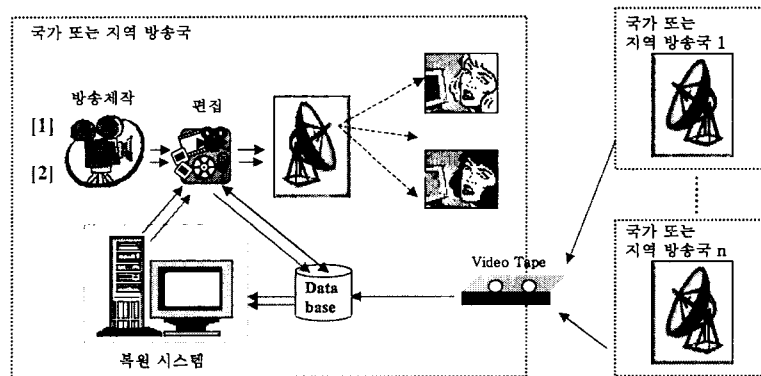 국가 또는 지역 방송국
방송제작
편집
[1]
[2]
복원 시스템
Data
base
Video Tape
국가 또는
지역 방송국 1
국가 또는
지역 방송국 n